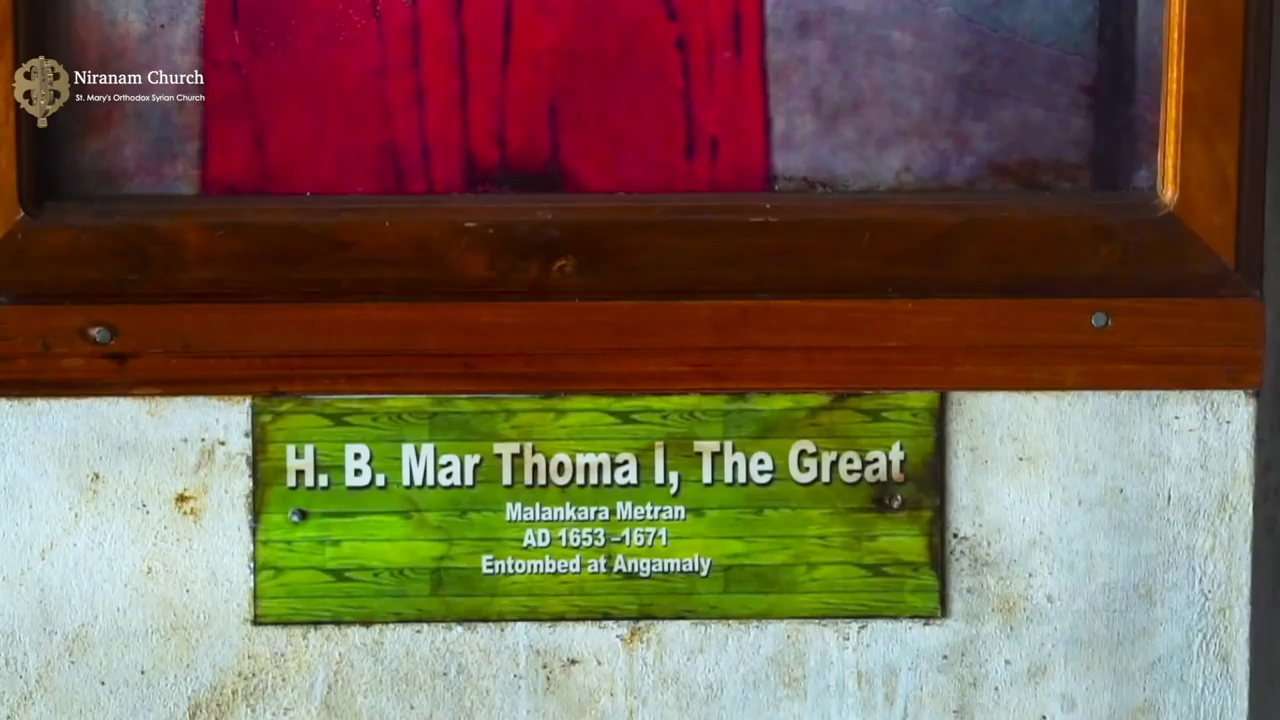 Niranam Church
St. Mary's Orthodox Syrian Church
H. B. Mar Thoma I, The Great
Malankara Metran
AD 1653 –1671
Entombed at Angamaly